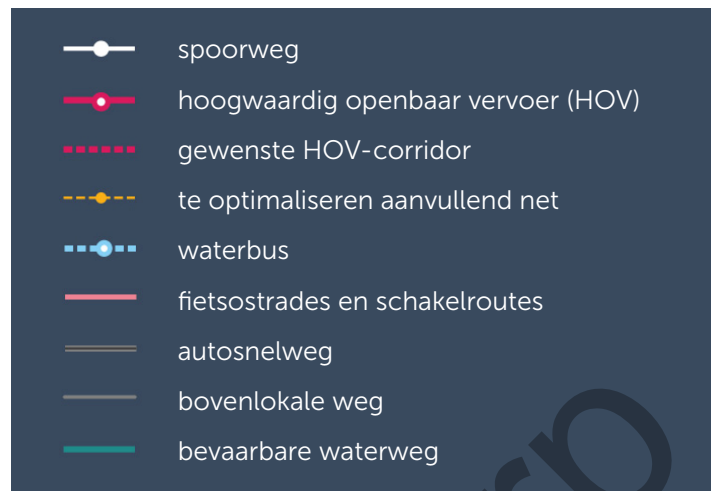 spoorweg
hoogwaardig openbaar vervoer (HOV)
gewenste HOV-corridor
te optimaliseren aanvullend net
waterbus
fietsostrades en schakelroutes
autosnelweg
bovenlokale weg
bevaarbare waterweg